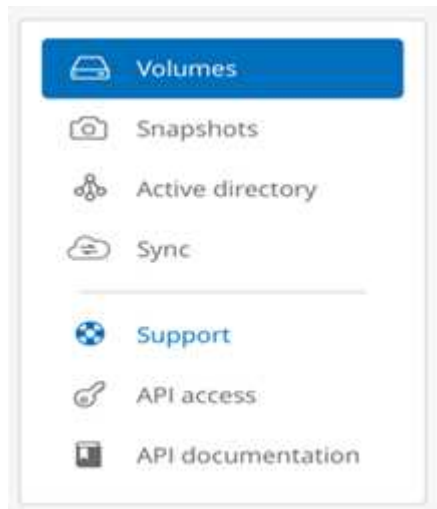 Volumes
Snapshots
Active directory
Sync
Support
API access
API documentation